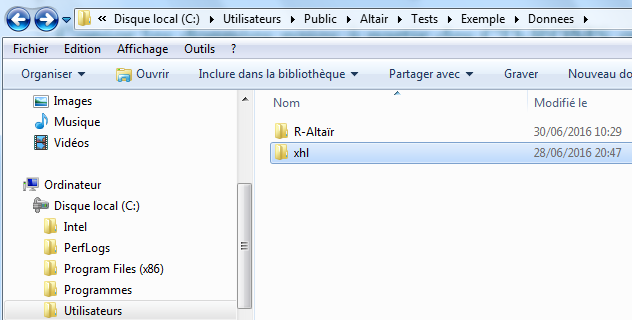 « Disque local (C:) ▸ Utilisateurs ▸ Public ▸ Altair ▸ Tests ▸ Exemple ▸ Donnees ▸
Fichier Edition Affichage Outils ?
Organiser ▾ Ouvrir Inclure dans la bibliothèque ▾ Partager avec ▾ Graver Nouveau do
Images
Musique
Vidéos
Ordinateur
Disque local (C:)
Intel
PerfLogs
Program Files (x86)
Programmes
Utilisateurs
Nom Modifié le
R-Altaïr 30/06/2016 10:29
xhl 28/06/2016 20:47